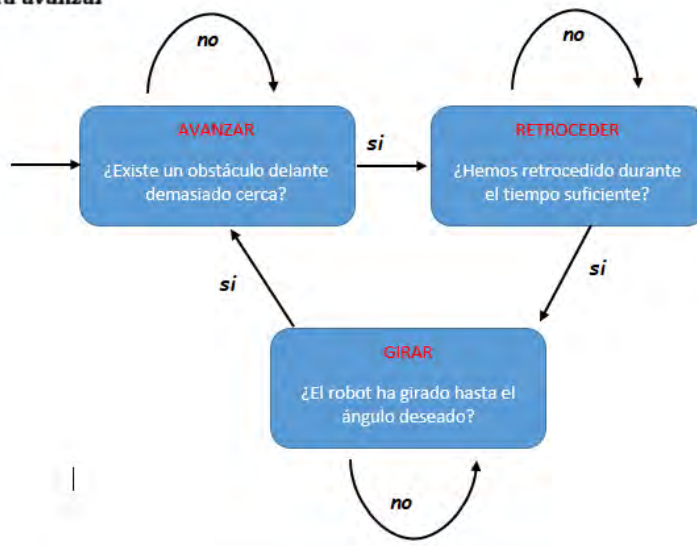 avanzar
no
no
AVANZAR
¿Existe un obstáculo delante
demasiado cerca?
si
RETROCEDER
¿Hemos retrocedido durante
el tiempo suficiente?
si
si
GIRAR
¿El robot ha girado hasta el
ángulo deseado?
no